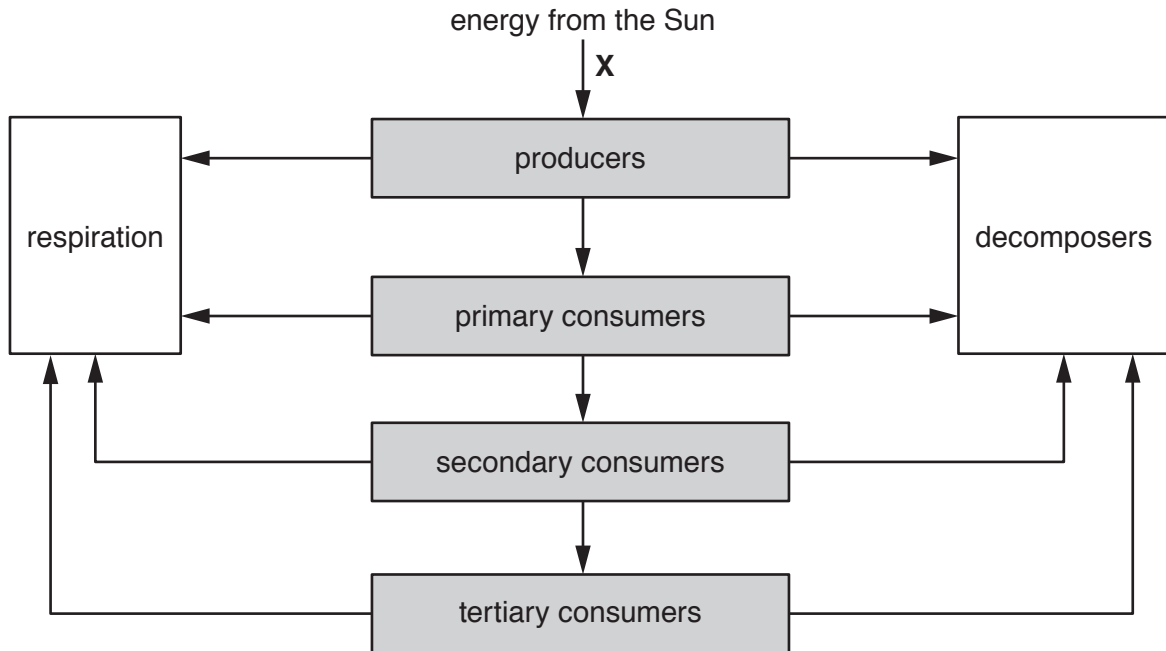 energy from the Sun
X
producers
respiration
decomposers
primary consumers
secondary consumers
tertiary consumers